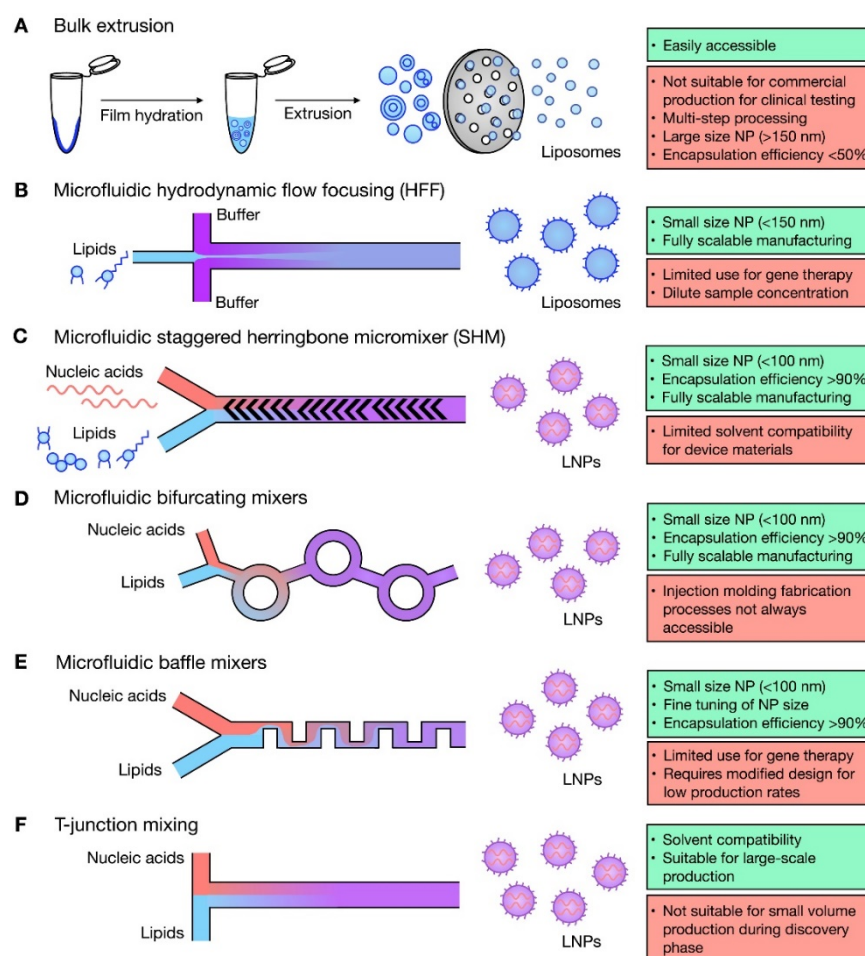 A Bulk extrusion
Film hydration
Extrusion
Liposomes
• Easily accessible
• Not suitable for commercial
production for clinical testing
• Multi-step processing
• Large size NP (>150 nm)
• Encapsulation efficiency <50%
B Microfluidic hydrodynamic flow focusing (HFF)
Buffer
Lipids
Buffer
Liposomes
• Small size NP (<150 nm)
• Fully scalable manufacturing
• Limited use for gene therapy
• Dilute sample concentration
C Microfluidic staggered herringbone micromixer (SHM)
Nucleic acids
Lipids
LNPs
• Small size NP (<100 nm)
• Encapsulation efficiency >90%
• Fully scalable manufacturing
• Limited solvent compatibility
for device materials
D Microfluidic bifurcating mixers
Nucleic acids
Lipids
LNPs
• Small size NP (<100 nm)
• Encapsulation efficiency >90%
• Fully scalable manufacturing
• Injection molding fabrication
processes not always
accessible
E Microfluidic baffle mixers
Nucleic acids
Lipids
LNPs
• Small size NP (<100 nm)
• Fine tuning of NP size
• Encapsulation efficiency >90%
• Limited use for gene therapy
• Requires modified design for
low production rates
F T-junction mixing
Nucleic acids
Lipids
LNPs
• Solvent compatibility
• Suitable for large-scale
production
• Not suitable for small volume
production during discovery
phase